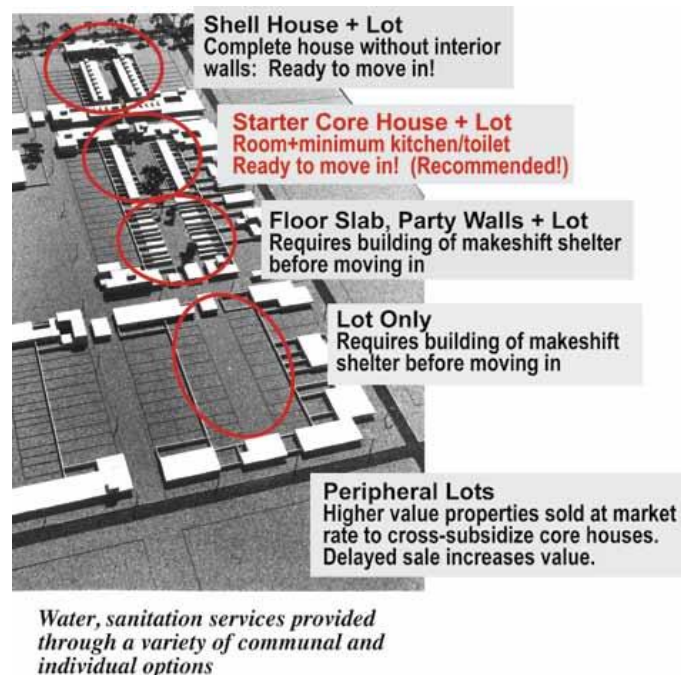 Shell House + Lot
Complete house without interior
walls: Ready to move in!
Starter Core House + Lot
Room+minimum kitchen/toilet
Ready to move in! (Recommended!)
Floor Slab, Party Walls + Lot
Requires building of makeshift shelter
before moving in
Lot Only
Requires building of makeshift
shelter before moving in
Peripheral Lots
Higher value properties sold at market
rate to cross-subsidize core houses.
Delayed sale increases value.
Water, sanitation services provided
through a variety of communal and
individual options